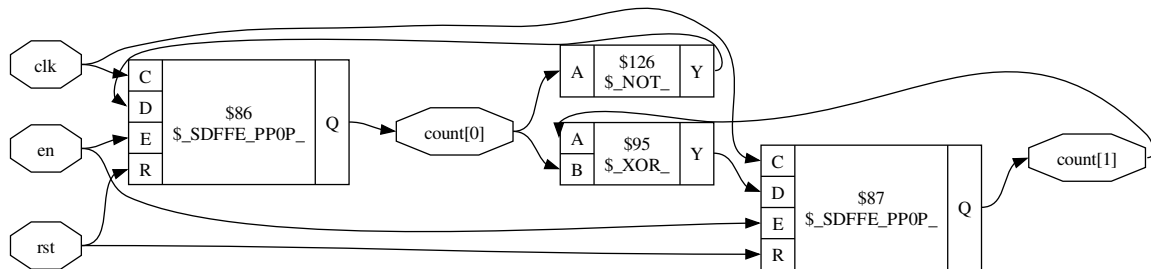 clk
en
rst
C
D
E
R
$86
$_SDFFE_PP0P_
Q
count[0]
A
$126
$_NOT_
Y
A
B
$95
$_XOR_
Y
C
D
E
R
$87
$_SDFFE_PP0P_
Q
count[1]